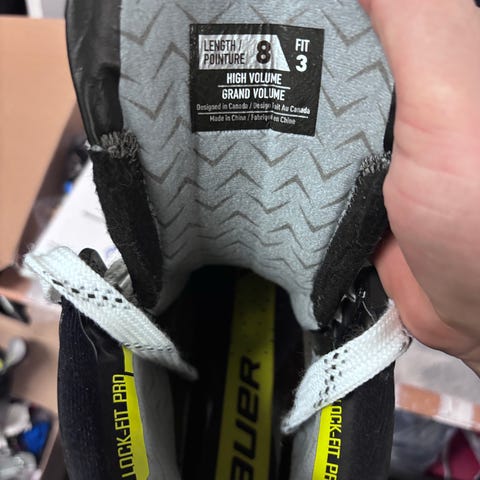 LENGTH / POINTURE 8 FIT 3
HIGH VOLUME
GRAND VOLUME
Designed in Canada / Design Fait Au Canada
Made in China / Fabriqué en Chine
LOCK-FIT PRO
AUER
LOCK-FIT PRO